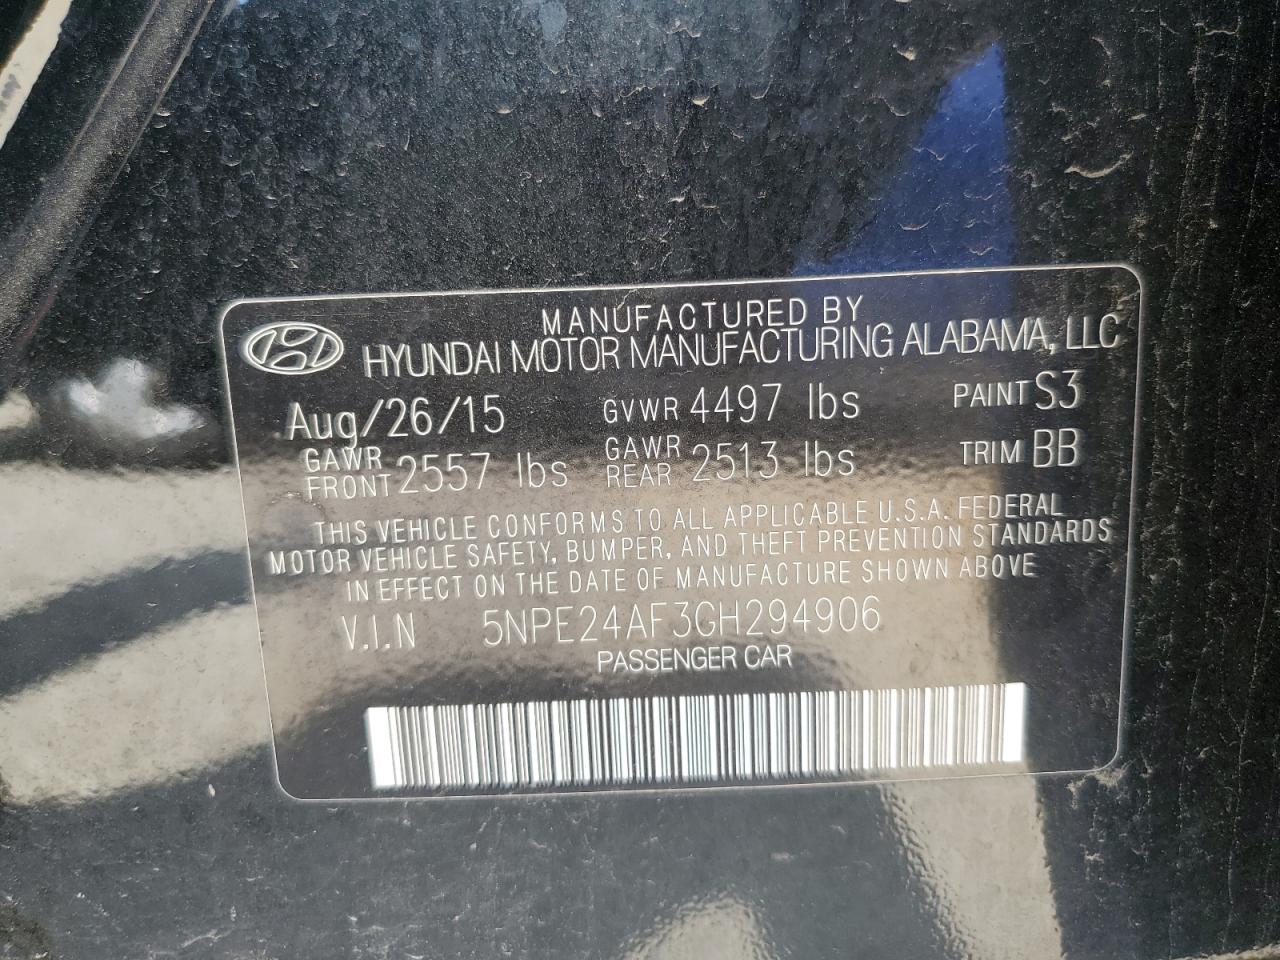 MANUFACTURED BY
HYUNDAI MOTOR MANUFACTURING ALABAMA, LLC
Aug/26/15 GVWR 4497 lbs PAINT S3
GAWR FRONT 2557 lbs GAWR REAR 2513 lbs TRIM BB
THIS VEHICLE CONFORMS TO ALL APPLICABLE U.S.A. FEDERAL
MOTOR VEHICLE SAFETY, BUMPER, AND THEFT PREVENTION STANDARDS
IN EFFECT ON THE DATE OF MANUFACTURE SHOWN ABOVE
V.I.N 5NPE24AF3GH294906
PASSENGER CAR